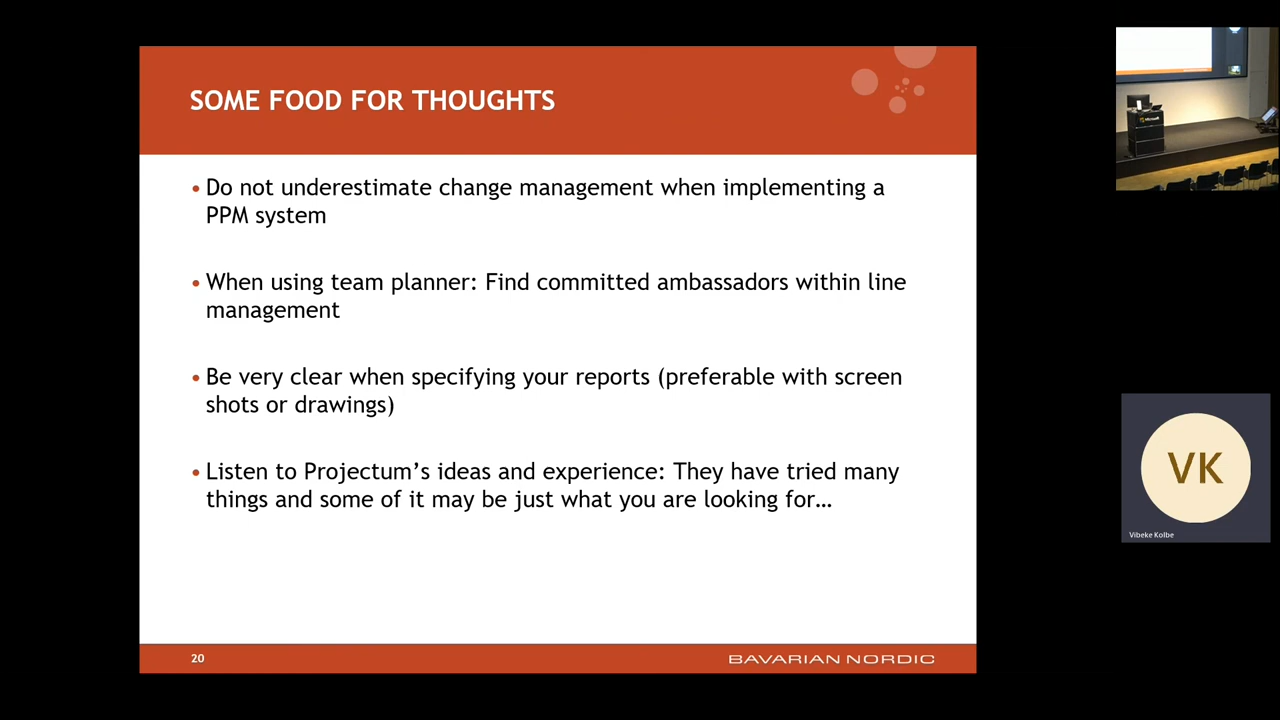 SOME FOOD FOR THOUGHTS
• Do not underestimate change management when implementing a
PPM system
• When using team planner: Find committed ambassadors within line
management
• Be very clear when specifying your reports (preferable with screen
shots or drawings)
• Listen to Projectum’s ideas and experience: They have tried many
things and some of it may be just what you are looking for…
20
BAVARIAN NORDIC
Microsoft
VK
Vibeke Kolbe